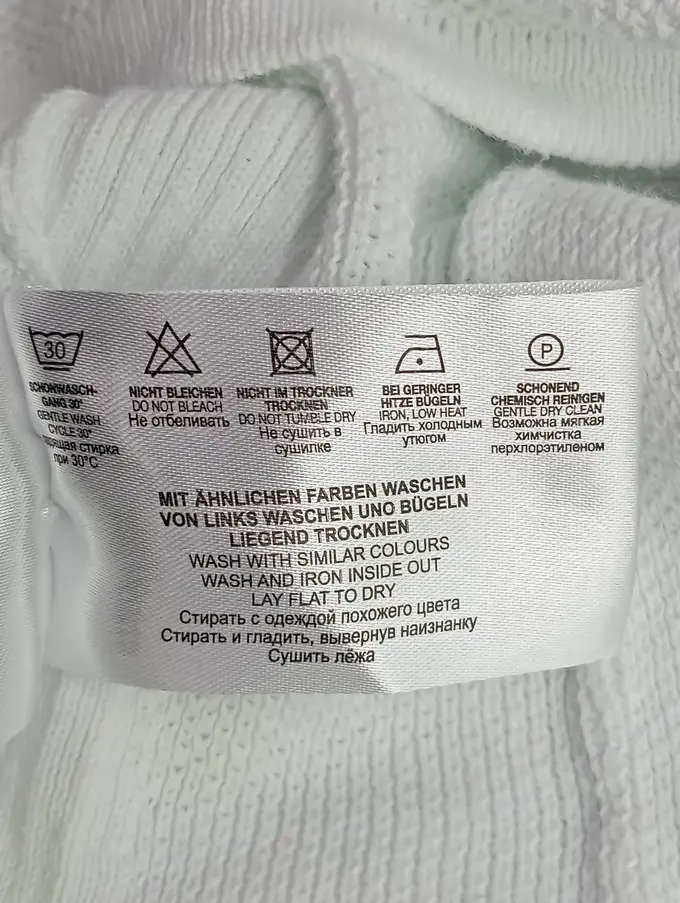 30
P
SCHONWASCH-
GANG 30°
GENTLE WASH
CYCLE 30°
стирка
при 30°C
NICHT BLEICHEN
DO NOT BLEACH
Не отбеливать
NICHT IM TROCKNER
TROCKNEN
DO NOT TUMBLE DRY
Не сушить в
сушилке
BEI GERINGER
HITZE BÜGELN
IRON, LOW HEAT
Гладить холодным
утюгом
SCHONEND
CHEMISCH REINIGEN
GENTLE DRY CLEAN
Возможна мягкая
химчистка
перхлорэтиленом
MIT ÄHNLICHEN FARBEN WASCHEN
VON LINKS WASCHEN UND BÜGELN
LIEGEND TROCKNEN
WASH WITH SIMILAR COLOURS
WASH AND IRON INSIDE OUT
LAY FLAT TO DRY
Стирать с одеждой похожего цвета
Стирать и гладить, вывернув наизнанку
Сушить лёжа